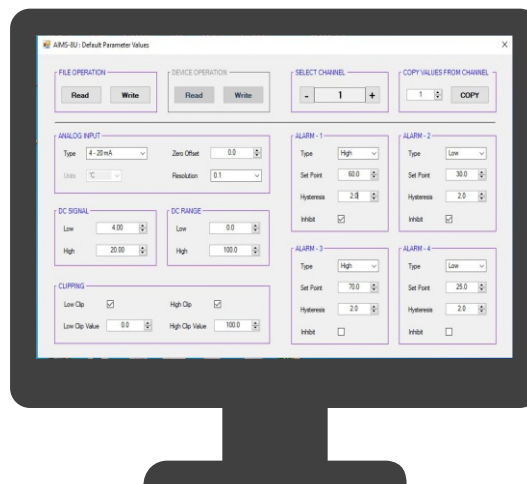 AIMS-8U : Default Parameter Values X
FILE OPERATION DEVICE OPERATION SELECT CHANNEL COPY VALUES FROM CHANNEL
Read Write Read Write - 1 + 1 COPY
ANALOG INPUT ALARM - 1 ALARM - 2
Type 4 - 20 mA Zero Offset 0.0 Type High Type Low
Units °C Resolution 0.1 Set Point 60.0 Set Point 30.0
Hysteresis 2.0 Hysteresis 2.0
DC SIGNAL DC RANGE Inhibit Inhibit
Low 4.00 Low 0.0
High 20.00 High 100.0 ALARM - 3 ALARM - 4
Type High Type Low
CLIPPING Set Point 70.0 Set Point 25.0
Low Clip High Clip Hysteresis 2.0 Hysteresis 2.0
Low Clip Value 0.0 High Clip Value 100.0 Inhibit Inhibit